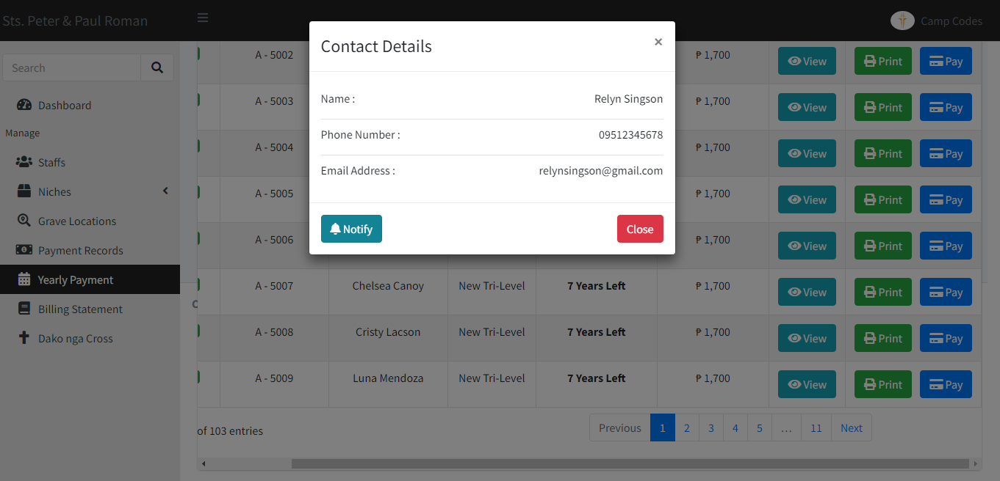 Sts. Peter & Paul Roman
Camp Codes
Search
Dashboard
Manage
Staffs
Niches
Grave Locations
Payment Records
Yearly Payment
Billing Statement
Dako nga Cross
Contact Details ×
Name : Relyn Singson
Phone Number : 09512345678
Email Address : relynsingson@gmail.com
Notify Close
A - 5002 ₱ 1,700 View Print Pay
A - 5003 ₱ 1,700 View Print Pay
A - 5004 ₱ 1,700 View Print Pay
A - 5005 ₱ 1,700 View Print Pay
A - 5006 ₱ 1,700 View Print Pay
A - 5007 Chelsea Canoy New Tri-Level 7 Years Left ₱ 1,700 View Print Pay
A - 5008 Cristy Lacson New Tri-Level 7 Years Left ₱ 1,700 View Print Pay
A - 5009 Luna Mendoza New Tri-Level 7 Years Left ₱ 1,700 View Print Pay
of 103 entries
Previous 1 2 3 4 5 … 11 Next